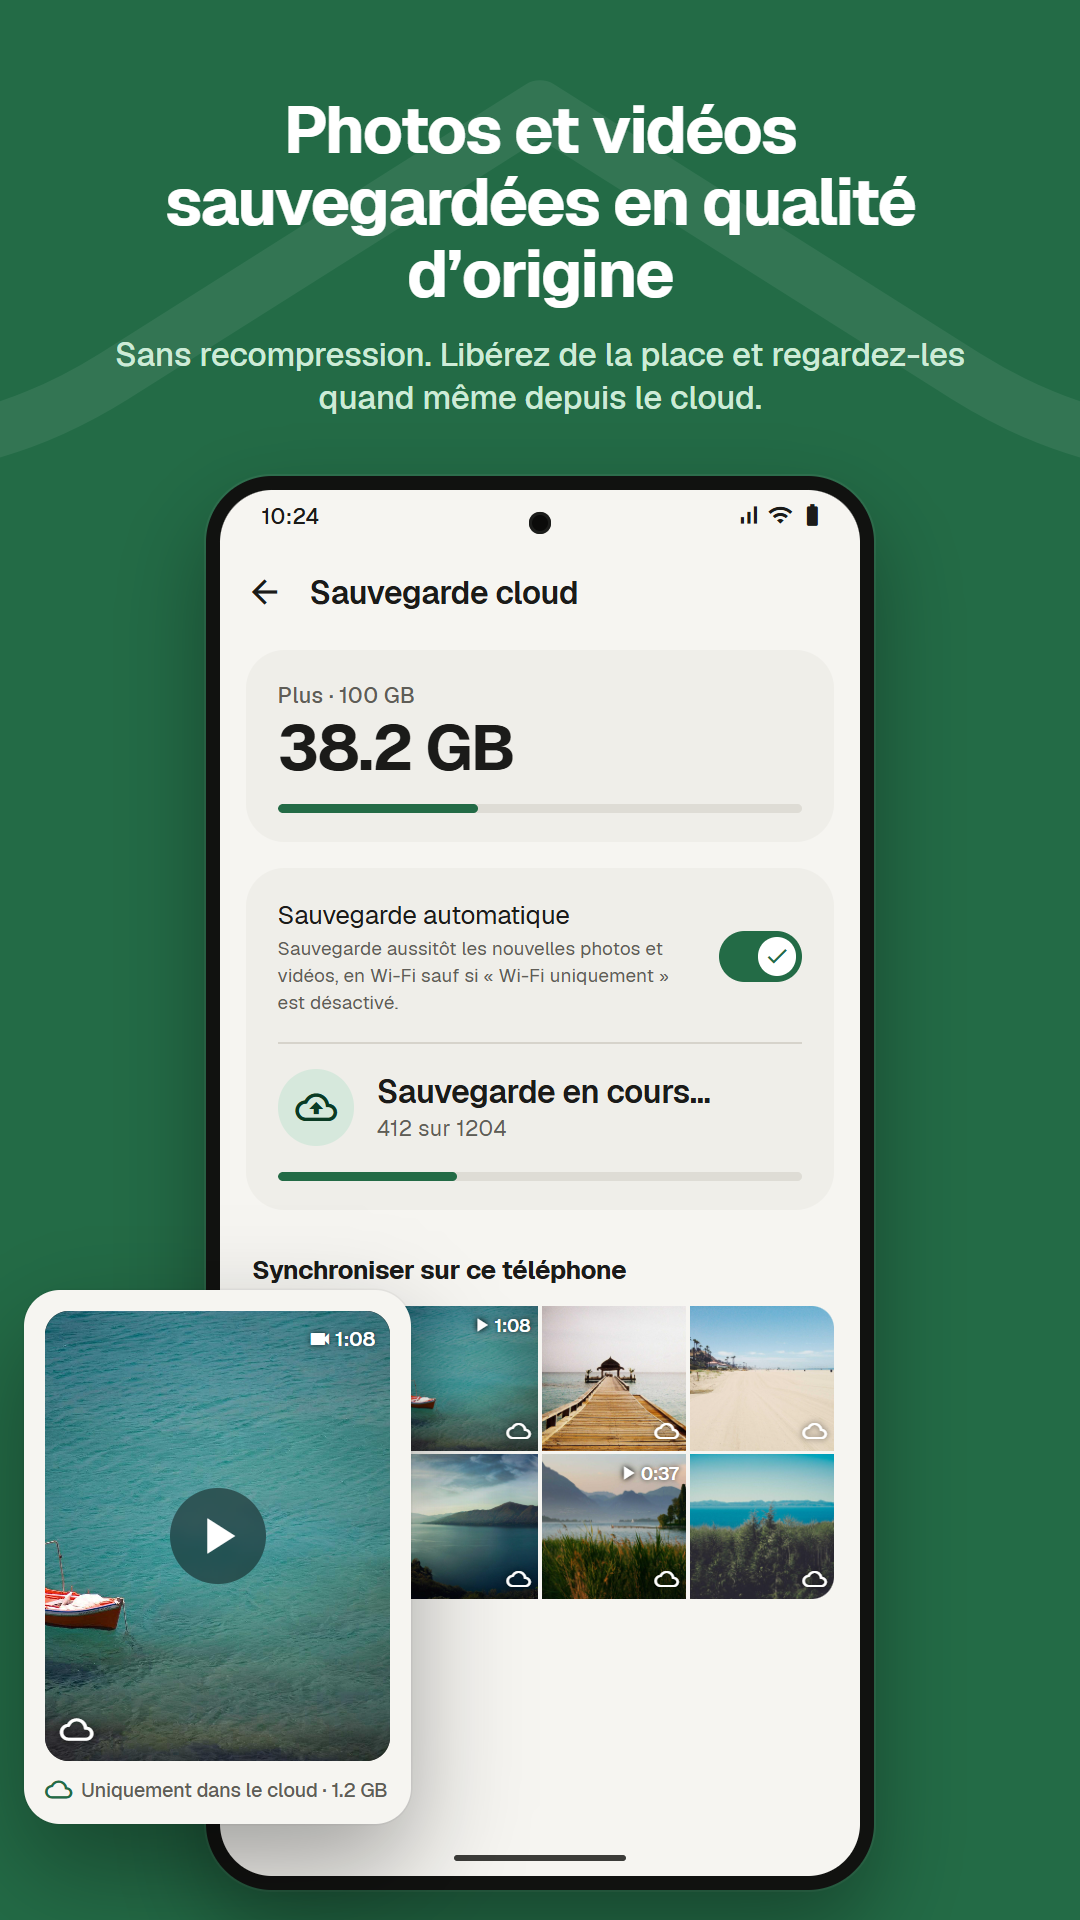 Photos et vidéos
sauvegardées en qualité
d’origine
Sans recompression. Libérez de la place et regardez-les
quand même depuis le cloud.
10:24
Sauvegarde cloud
Plus · 100 GB
38.2 GB
Sauvegarde automatique
Sauvegarde aussitôt les nouvelles photos et
vidéos, en Wi-Fi sauf si « Wi-Fi uniquement »
est désactivé.
Sauvegarde en cours...
412 sur 1204
Synchroniser sur ce téléphone
1:08
1:08
0:37
Uniquement dans le cloud · 1.2 GB